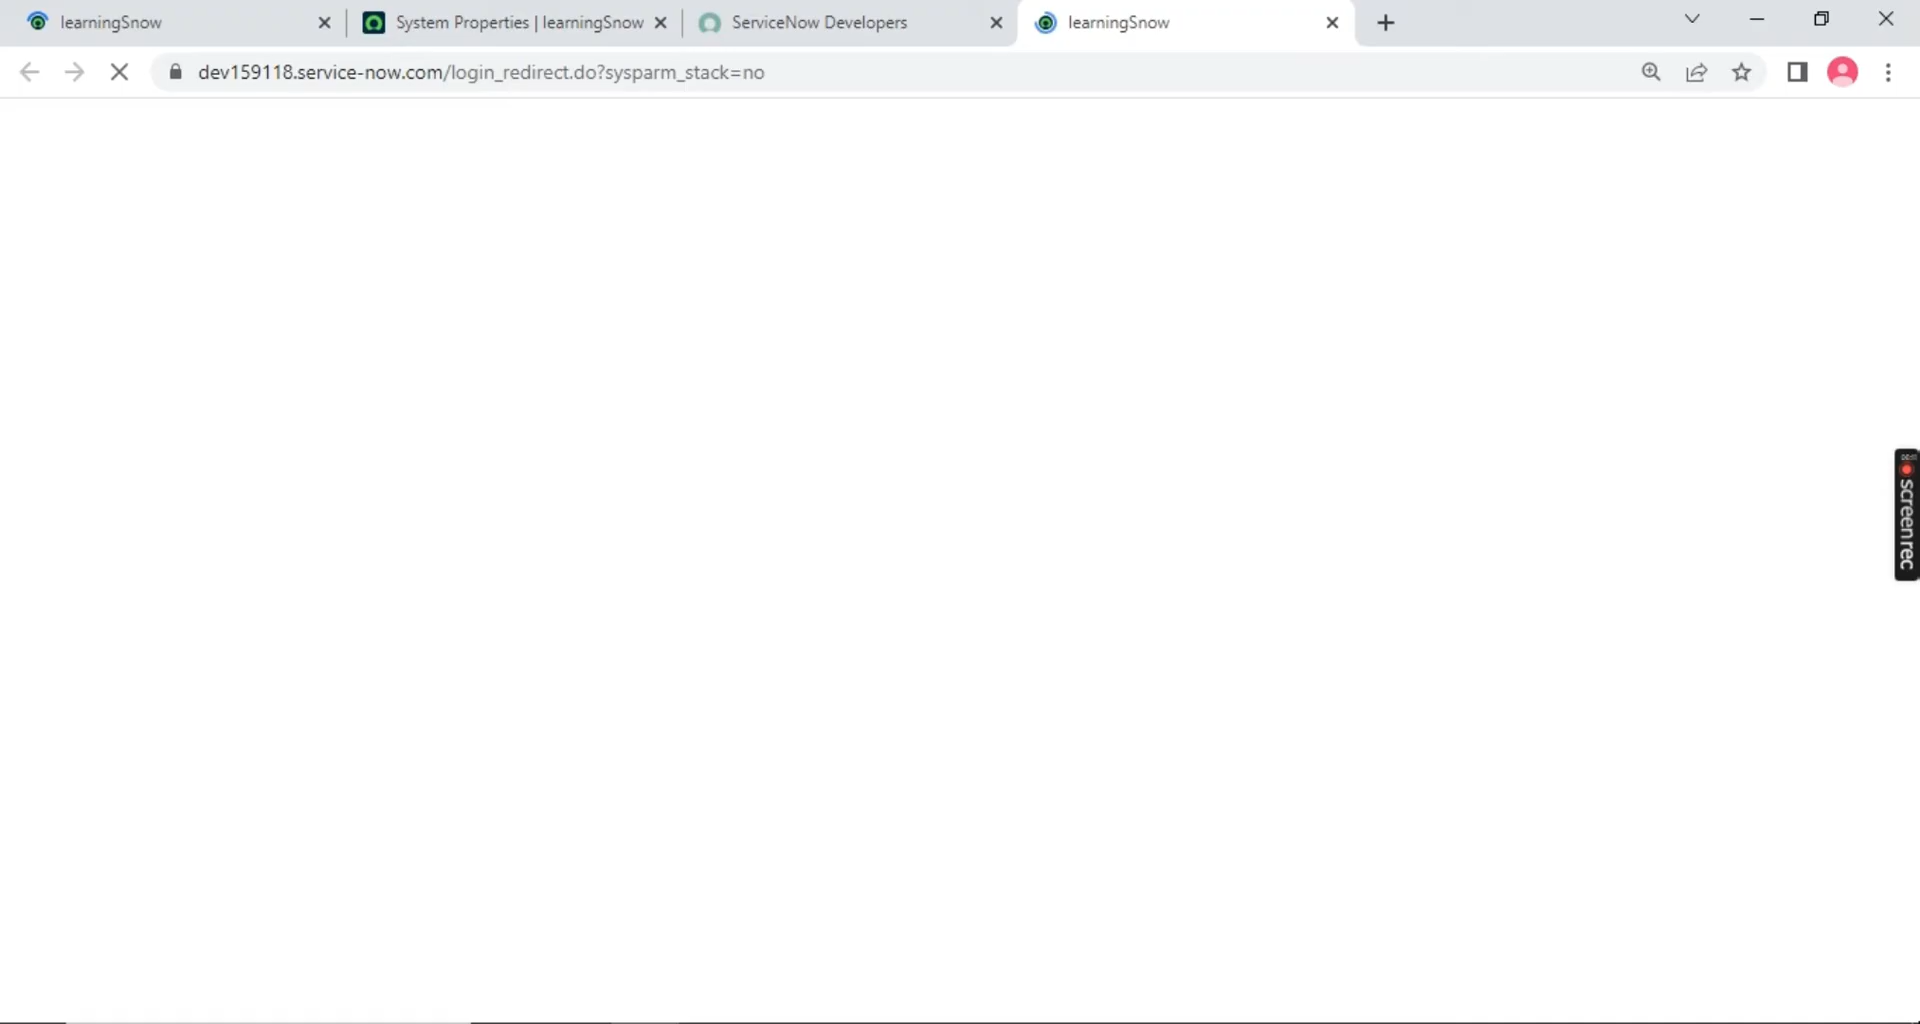 learningSnow
System Properties | learningSnow
ServiceNow Developers
learningSnow
dev159118.service-now.com/login_redirect.do?sysparm_stack=no
screenrec